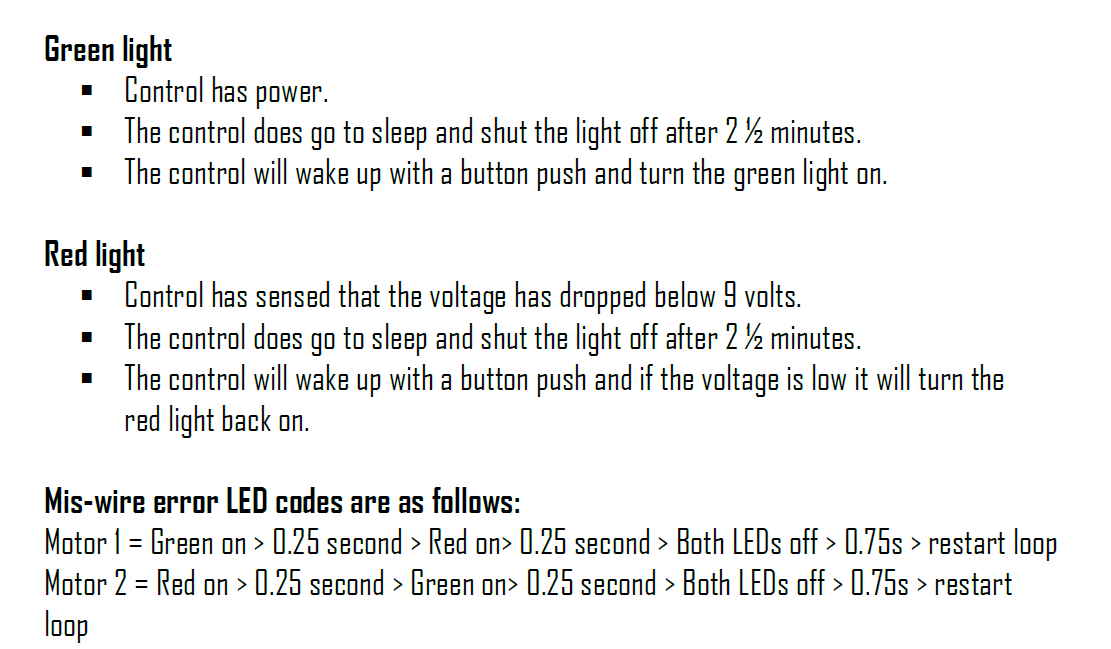 Green light
▪ Control has power.
▪ The control does go to sleep and shut the light off after 2 ½ minutes.
▪ The control will wake up with a button push and turn the green light on.
Red light
▪ Control has sensed that the voltage has dropped below 9 volts.
▪ The control does go to sleep and shut the light off after 2 ½ minutes.
▪ The control will wake up with a button push and if the voltage is low it will turn the
red light back on.
Mis-wire error LED codes are as follows:
Motor 1 = Green on > 0.25 second > Red on> 0.25 second > Both LEDs off > 0.75s > restart loop
Motor 2 = Red on > 0.25 second > Green on> 0.25 second > Both LEDs off > 0.75s > restart
loop